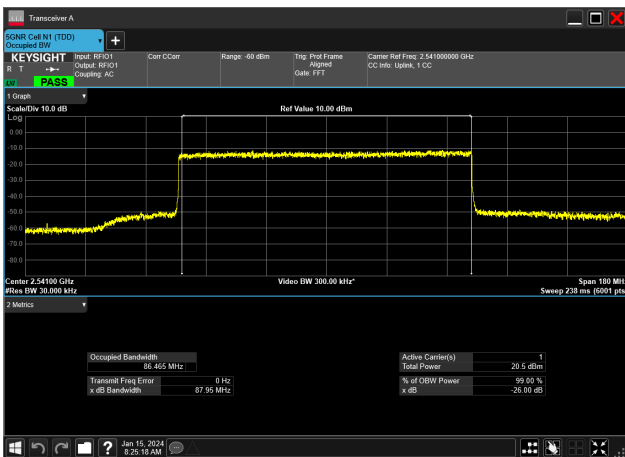 Transceiver A
5GNR Cell N1 (TDD)
Occupied BW
KEYSIGHT
R T
LV
PASS
Input: RFIO1
Output: RFIO1
Coupling: AC
Corr CCorr
Range: -60 dBm
Trig: Prot Frame
Aligned
Gate: FFT
Carrier Ref Freq: 2.541000000 GHz
CC Info: Uplink, 1 CC
1 Graph
Scale/Div 10.0 dB
Ref Value 10.00 dBm
Log
0.00
-10.0
-20.0
-30.0
-40.0
-50.0
-60.0
-70.0
-80.0
Center 2.54100 GHz
Video BW 300.00 kHz*
Span 180 MHz
#Res BW 30.000 kHz
Sweep 238 ms (6001 pts
2 Metrics
Occupied Bandwidth
86.465 MHz
Transmit Freq Error 0 Hz
x dB Bandwidth 87.95 MHz
Active Carrier(s) 1
Total Power 20.5 dBm
% of OBW Power 99.00 %
x dB -26.00 dB
Jan 15, 2024
8:25:18 AM